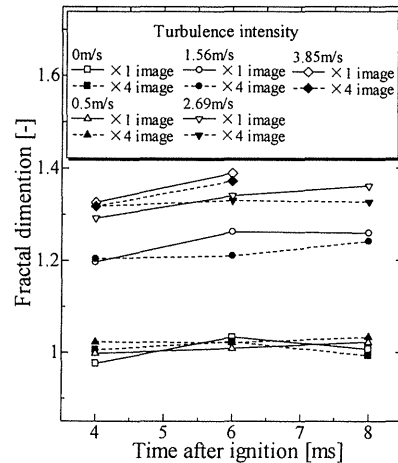 Turbulence intensity
0m/s 1.56m/s 3.85m/s
×1 image ×1 image ×1 image
×4 image ×4 image ×4 image
0.5m/s 2.69m/s
×1 image ×1 image
×4 image ×4 image
1.6
1.4
1.2
1
Fractal dimention [-]
4 5 6 7 8
Time after ignition [ms]